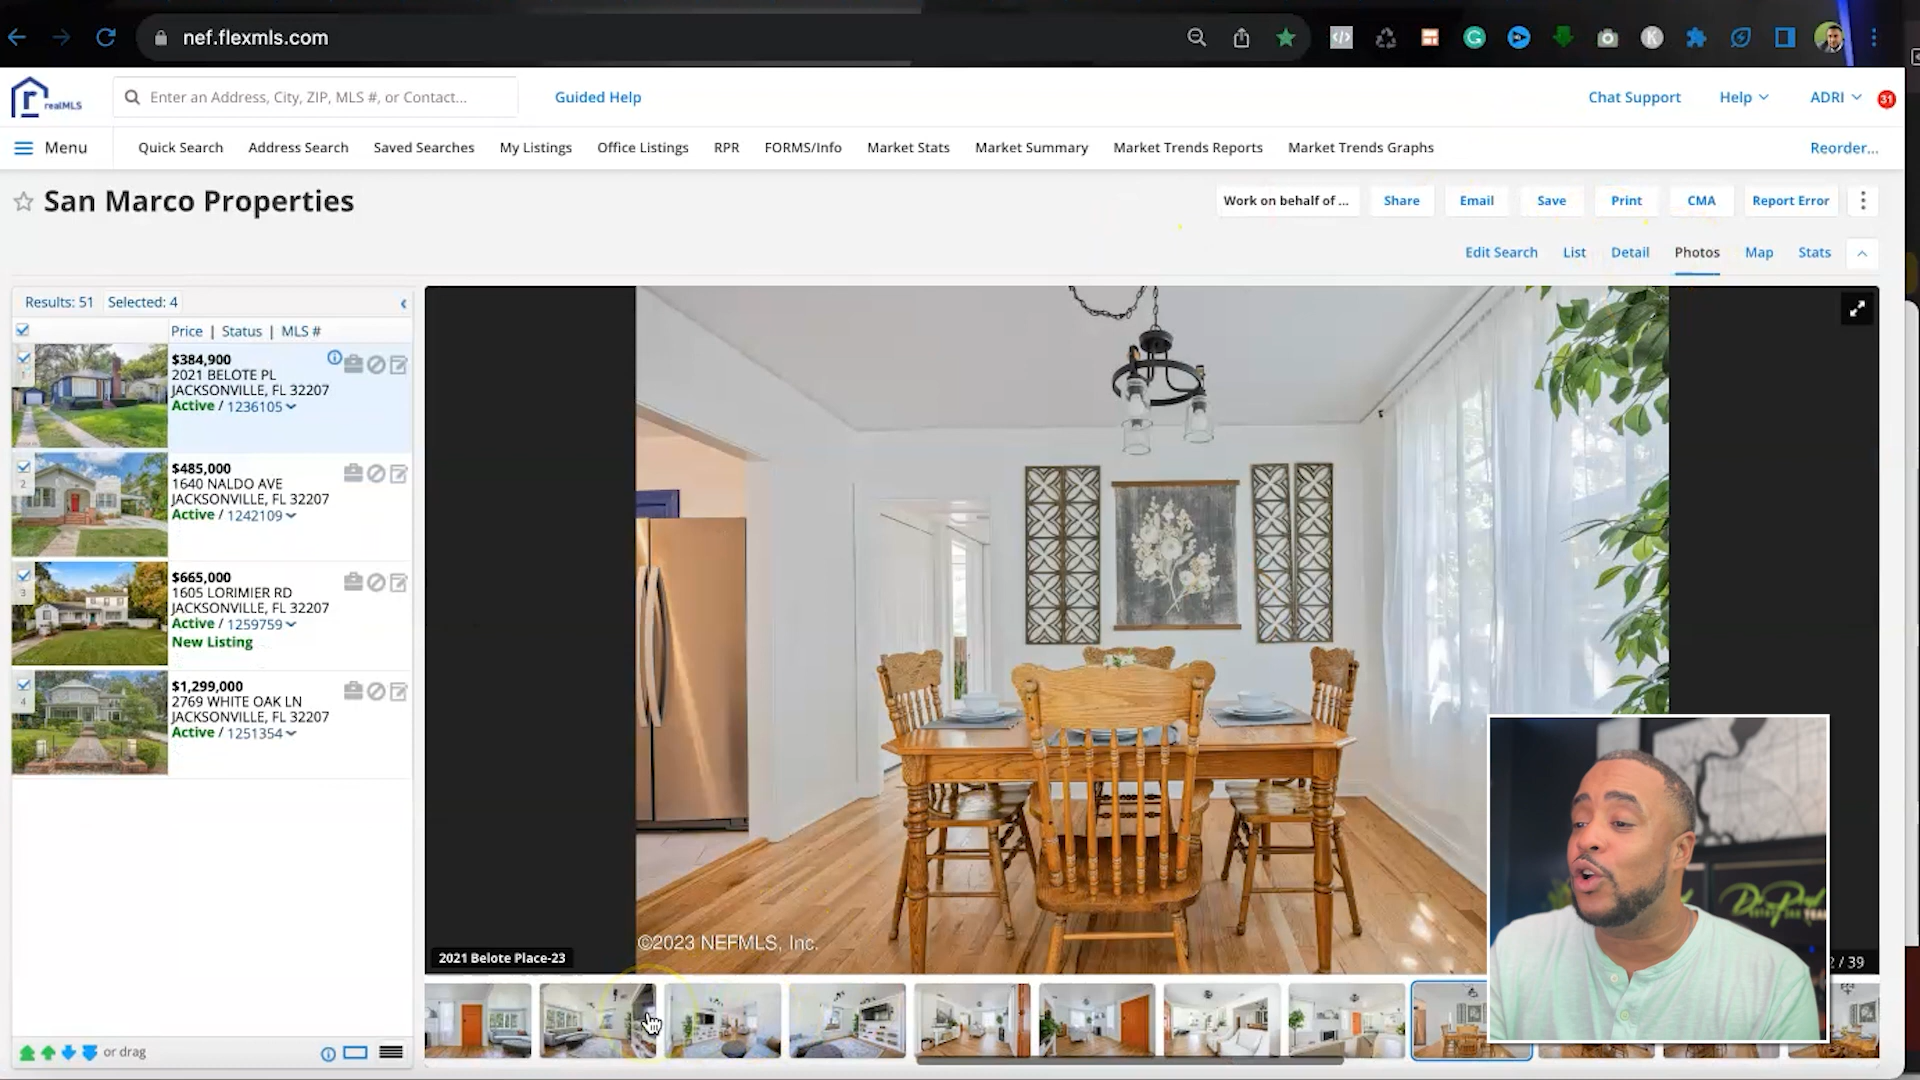 nef.flexmls.com
realMLS
Enter an Address, City, ZIP, MLS #, or Contact...
Guided Help
Chat Support
Help
ADRI
31
Menu
Quick Search
Address Search
Saved Searches
My Listings
Office Listings
RPR
FORMS/Info
Market Stats
Market Summary
Market Trends Reports
Market Trends Graphs
Reorder...
San Marco Properties
Work on behalf of ...
Share
Email
Save
Print
CMA
Report Error
Edit Search
List
Detail
Photos
Map
Stats
Results: 51 Selected: 4
Price | Status | MLS #
1
$384,900
2021 BELOTE PL
JACKSONVILLE, FL 32207
Active / 1236105
2
$485,000
1640 NALDO AVE
JACKSONVILLE, FL 32207
Active / 1242109
3
$665,000
1605 LORIMIER RD
JACKSONVILLE, FL 32207
Active / 1259759
New Listing
4
$1,299,000
2769 WHITE OAK LN
JACKSONVILLE, FL 32207
Active / 1251354
or drag
©2023 NEFMLS, Inc.
2021 Belote Place-23
/ 39